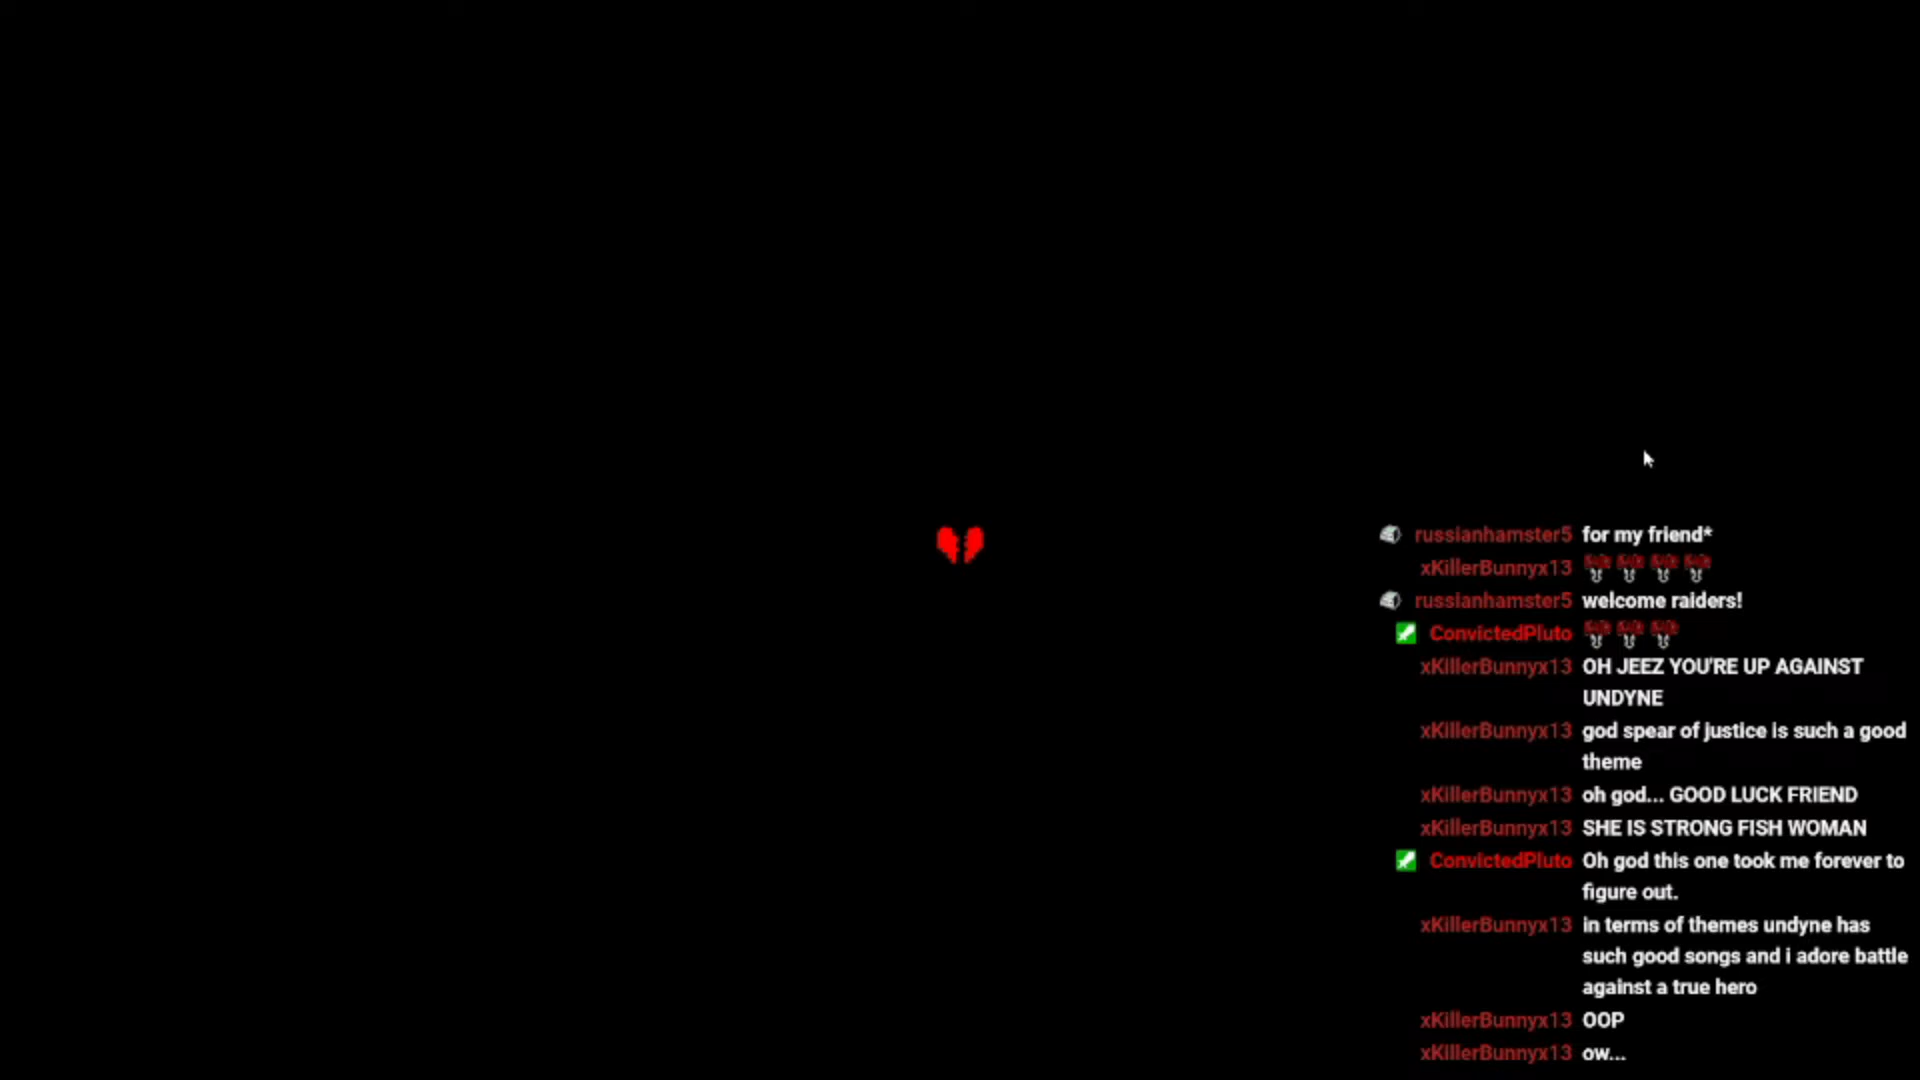 russianhamster5 for my friend*
xKillerBunnyx13
russianhamster5 welcome raiders!
ConvictedPluto
xKillerBunnyx13 OH JEEZ YOU'RE UP AGAINST
UNDYNE
xKillerBunnyx13 god spear of justice is such a good
theme
xKillerBunnyx13 oh god... GOOD LUCK FRIEND
xKillerBunnyx13 SHE IS STRONG FISH WOMAN
ConvictedPluto Oh god this one took me forever to
figure out.
xKillerBunnyx13 in terms of themes undyne has
such good songs and i adore battle
against a true hero
xKillerBunnyx13 OOP
xKillerBunnyx13 ow...